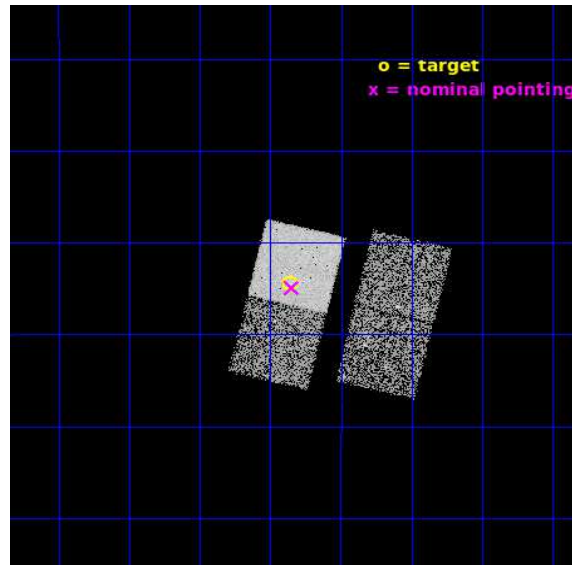 o = target
x = nominal pointing